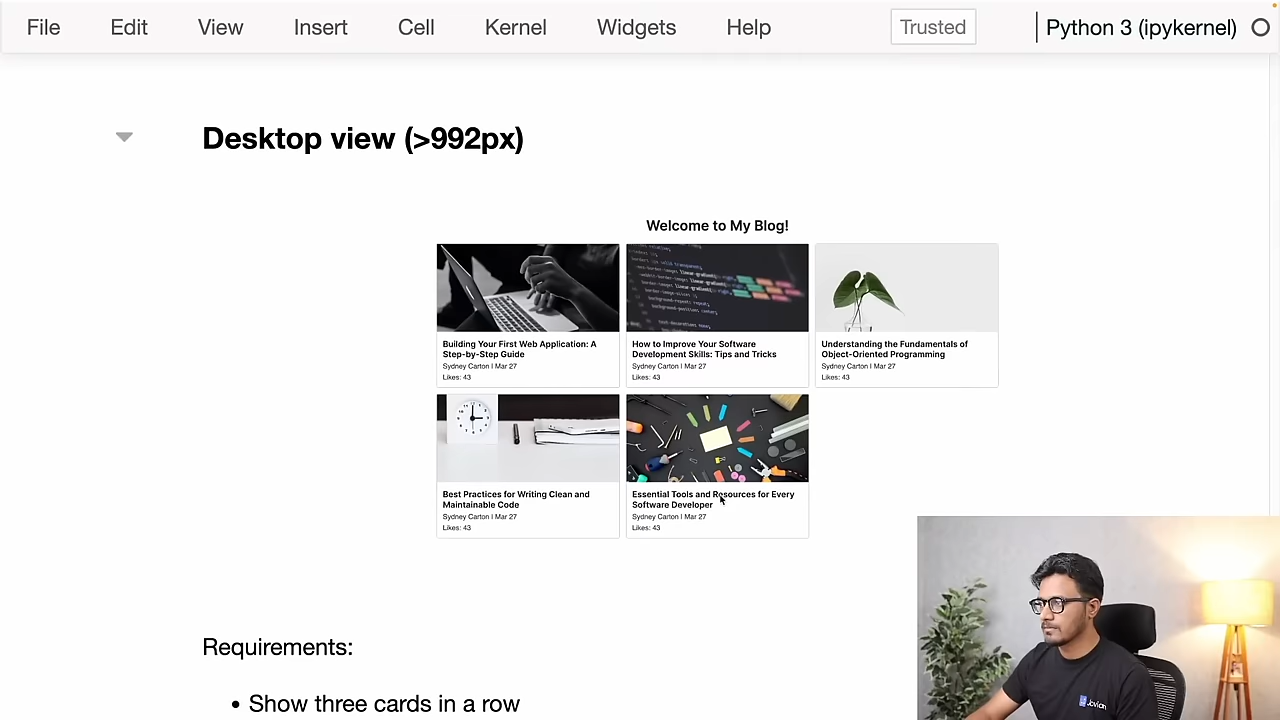 File Edit View Insert Cell Kernel Widgets Help Trusted Python 3 (ipykernel)
Desktop view (>992px)
Welcome to My Blog!
Building Your First Web Application: A
Step-by-Step Guide
Sydney Carton | Mar 27
Likes: 43
How to Improve Your Software
Development Skills: Tips and Tricks
Sydney Carton | Mar 27
Likes: 43
Understanding the Fundamentals of
Object-Oriented Programming
Sydney Carton | Mar 27
Likes: 43
Best Practices for Writing Clean and
Maintainable Code
Sydney Carton | Mar 27
Likes: 43
Essential Tools and Resources for Every
Software Developer
Sydney Carton | Mar 27
Likes: 43
Requirements:
• Show three cards in a row
Jovian